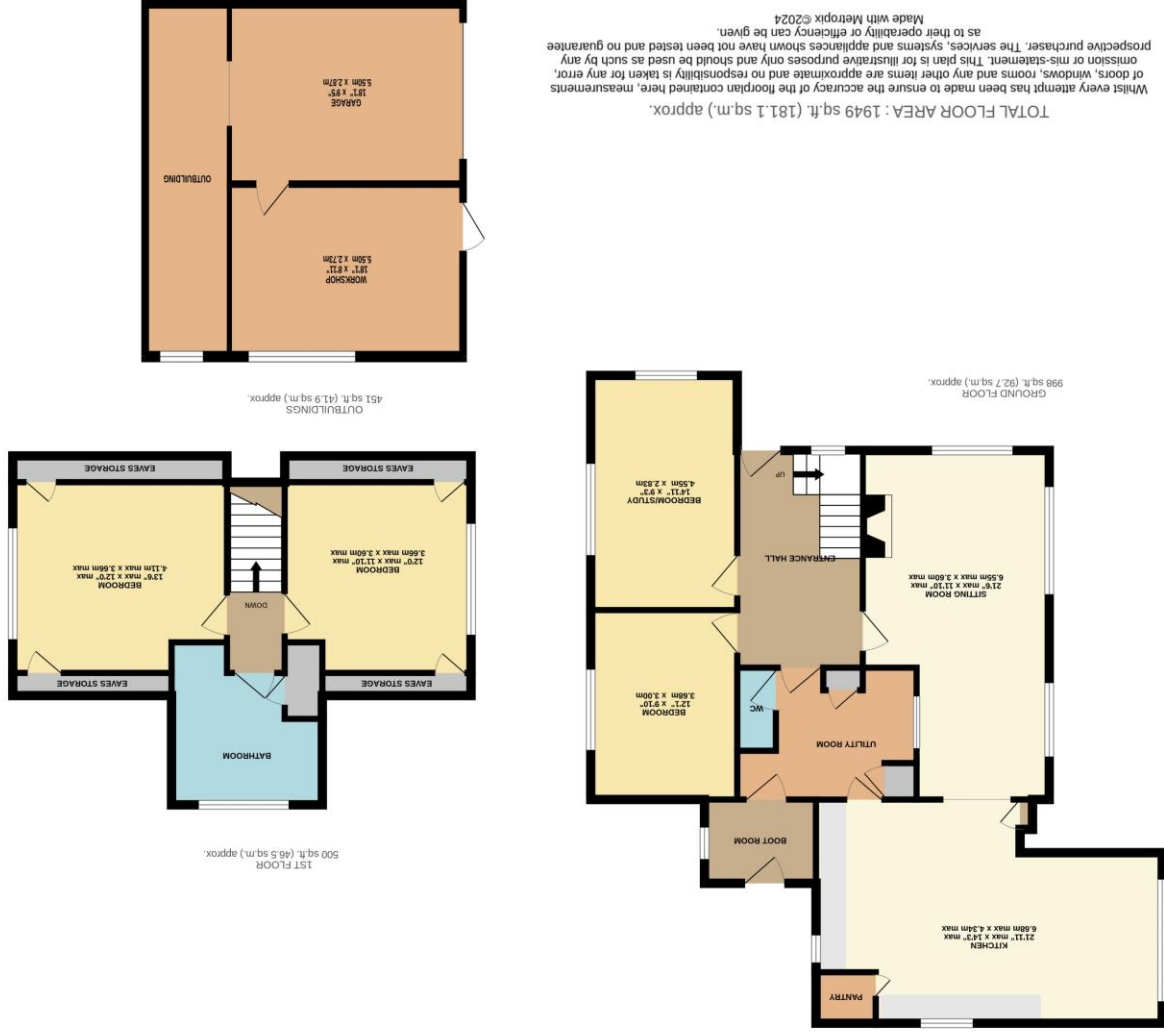 PANTRY
KITCHEN
21'11" max x 14'3" max
6.68m max x 4.34m max
BOOT ROOM
UTILITY ROOM
WC
BEDROOM
12'1" x 9'10"
3.68m x 3.00m
SITTING ROOM
21'6" max x 11'10" max
6.55m max x 3.60m max
ENTRANCE HALL
UP
BEDROOM/STUDY
14'11" x 9'3"
4.55m x 2.83m
GROUND FLOOR
998 sq.ft. (92.7 sq.m.) approx.
1ST FLOOR
500 sq.ft. (46.5 sq.m.) approx.
BATHROOM
EAVES STORAGE
EAVES STORAGE
DOWN
BEDROOM
12'0" max x 11'10" max
3.66m max x 3.60m max
BEDROOM
13'6" max x 12'0" max
4.11m max x 3.66m max
EAVES STORAGE
EAVES STORAGE
OUTBUILDINGS
451 sq.ft. (41.9 sq.m.) approx.
WORKSHOP
18'1" x 8'11"
5.50m x 2.73m
OUTBUILDING
GARAGE
18'1" x 9'5"
5.50m x 2.87m
TOTAL FLOOR AREA : 1949 sq.ft. (181.1 sq.m.) approx.
Whilst every attempt has been made to ensure the accuracy of the floorplan contained here, measurements
of doors, windows, rooms and any other items are approximate and no responsibility is taken for any error,
omission or mis-statement. This plan is for illustrative purposes only and should be used as such by any
prospective purchaser. The services, systems and appliances shown have not been tested and no guarantee
as to their operability or efficiency can be given.
Made with Metropix ©2024